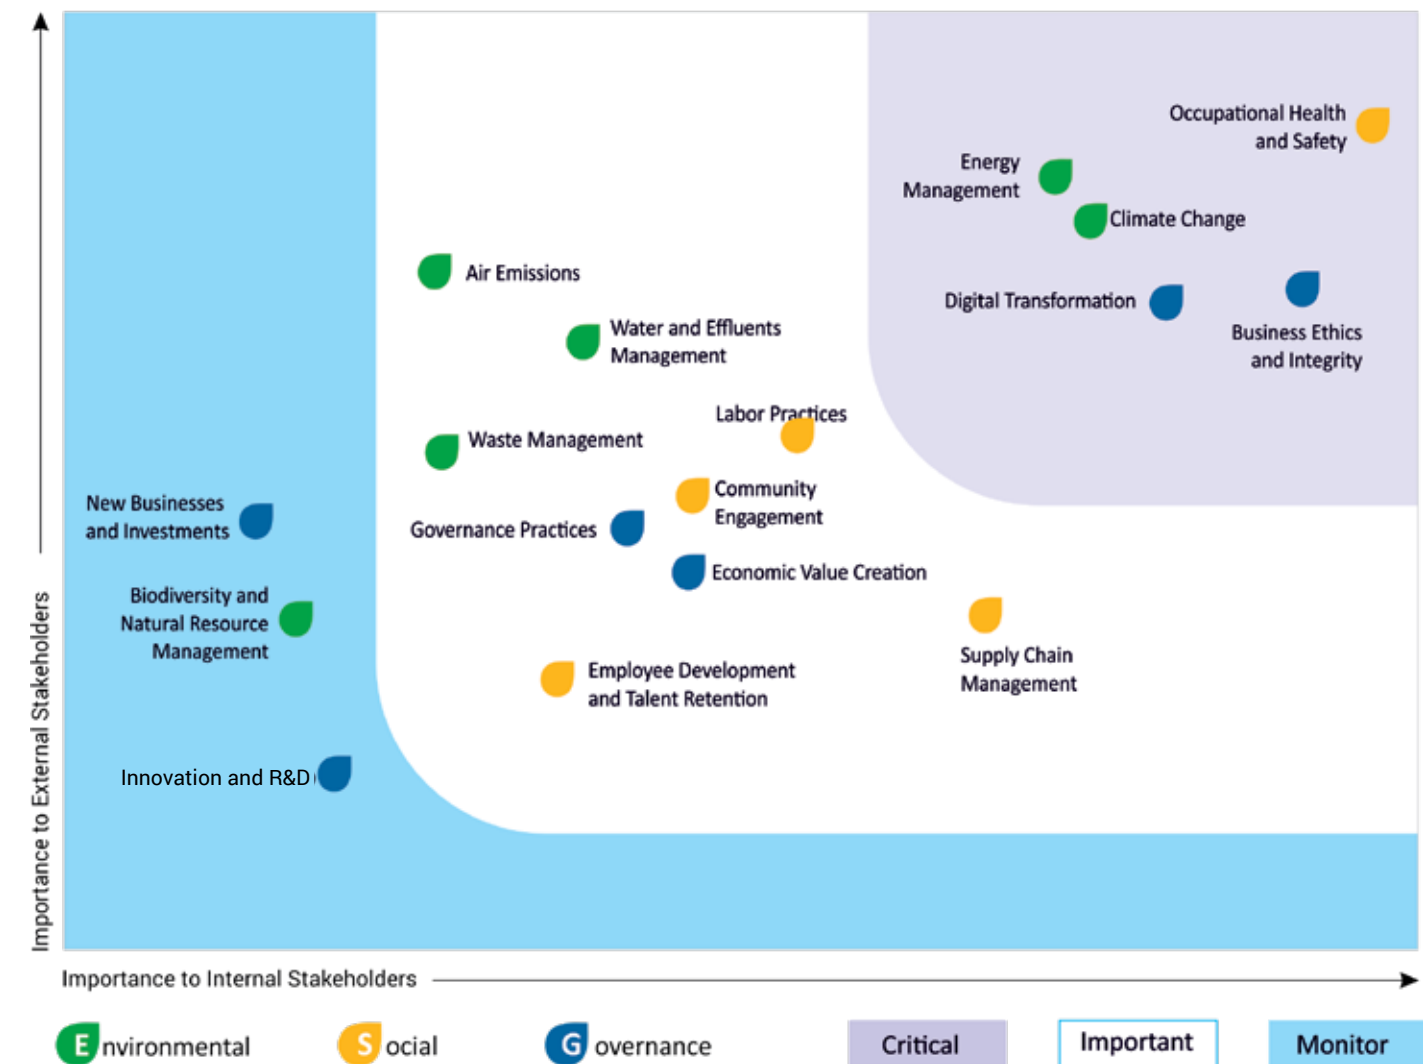 Occupational Health
and Safety
Energy
Management
Climate Change
Air Emissions
Digital Transformation
Water and Effluents
Management
Business Ethics
and Integrity
Labor Practices
Waste Management
New Businesses
and Investments
Community
Engagement
Governance Practices
Economic Value Creation
Biodiversity and
Natural Resource
Management
Supply Chain
Management
Employee Development
and Talent Retention
Innovation and R&D
Importance to External Stakeholders
Importance to Internal Stakeholders
Environmental
Social
Governance
Critical
Important
Monitor